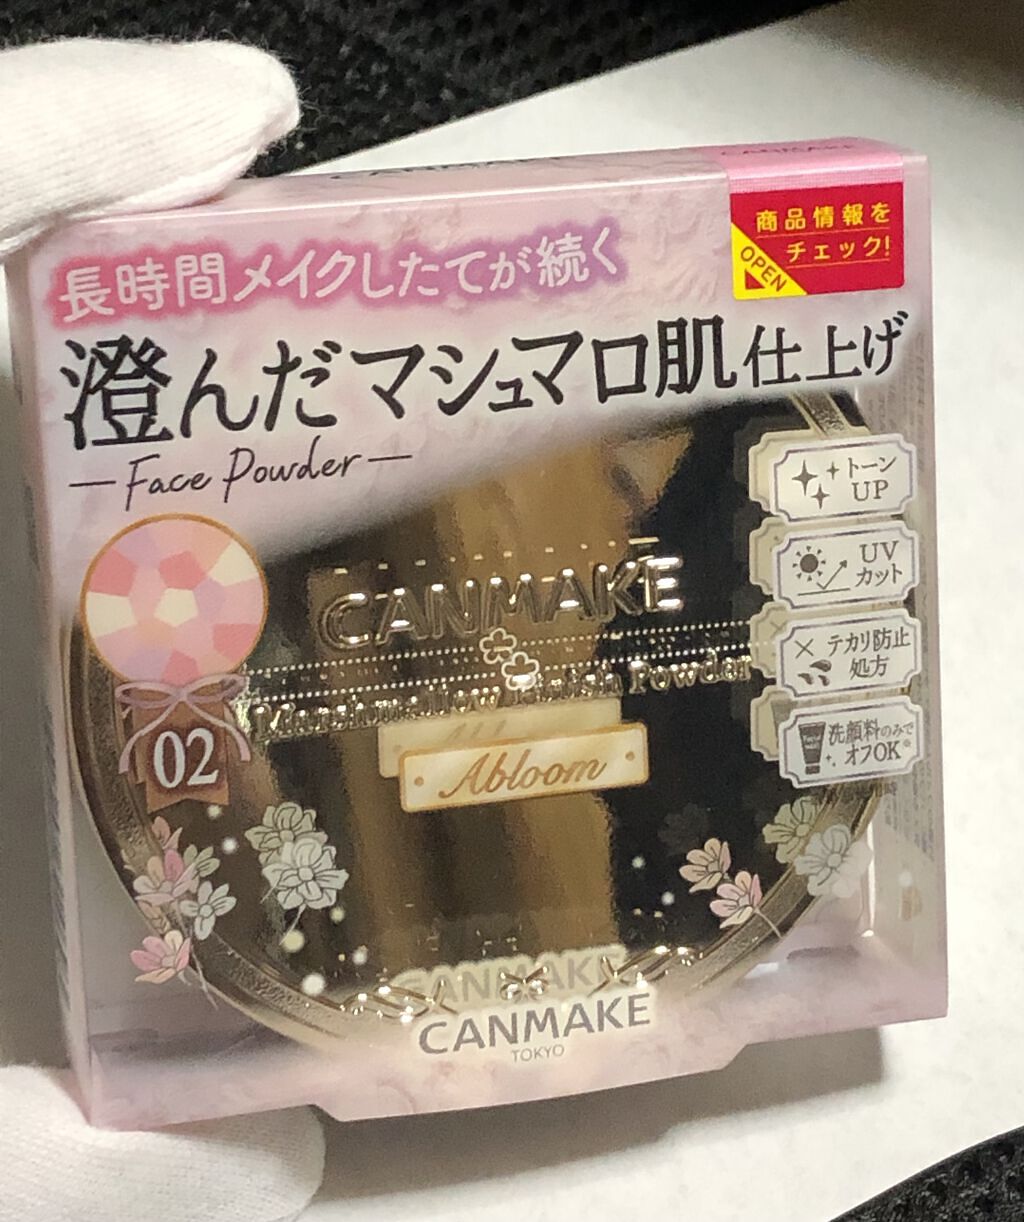 CANMAKE
商品情報を
チェック!
OPEN
長時間メイクしたてが続く
澄んだマシュマロ肌仕上げ
Face Powder
トーン
UP
UV
カット
テカリ防止
処方
洗顔料のみで
オフOK※
02
CANMAKE
Marshmallow Finish Powder
Abloom
CANMAKE
TOKYO